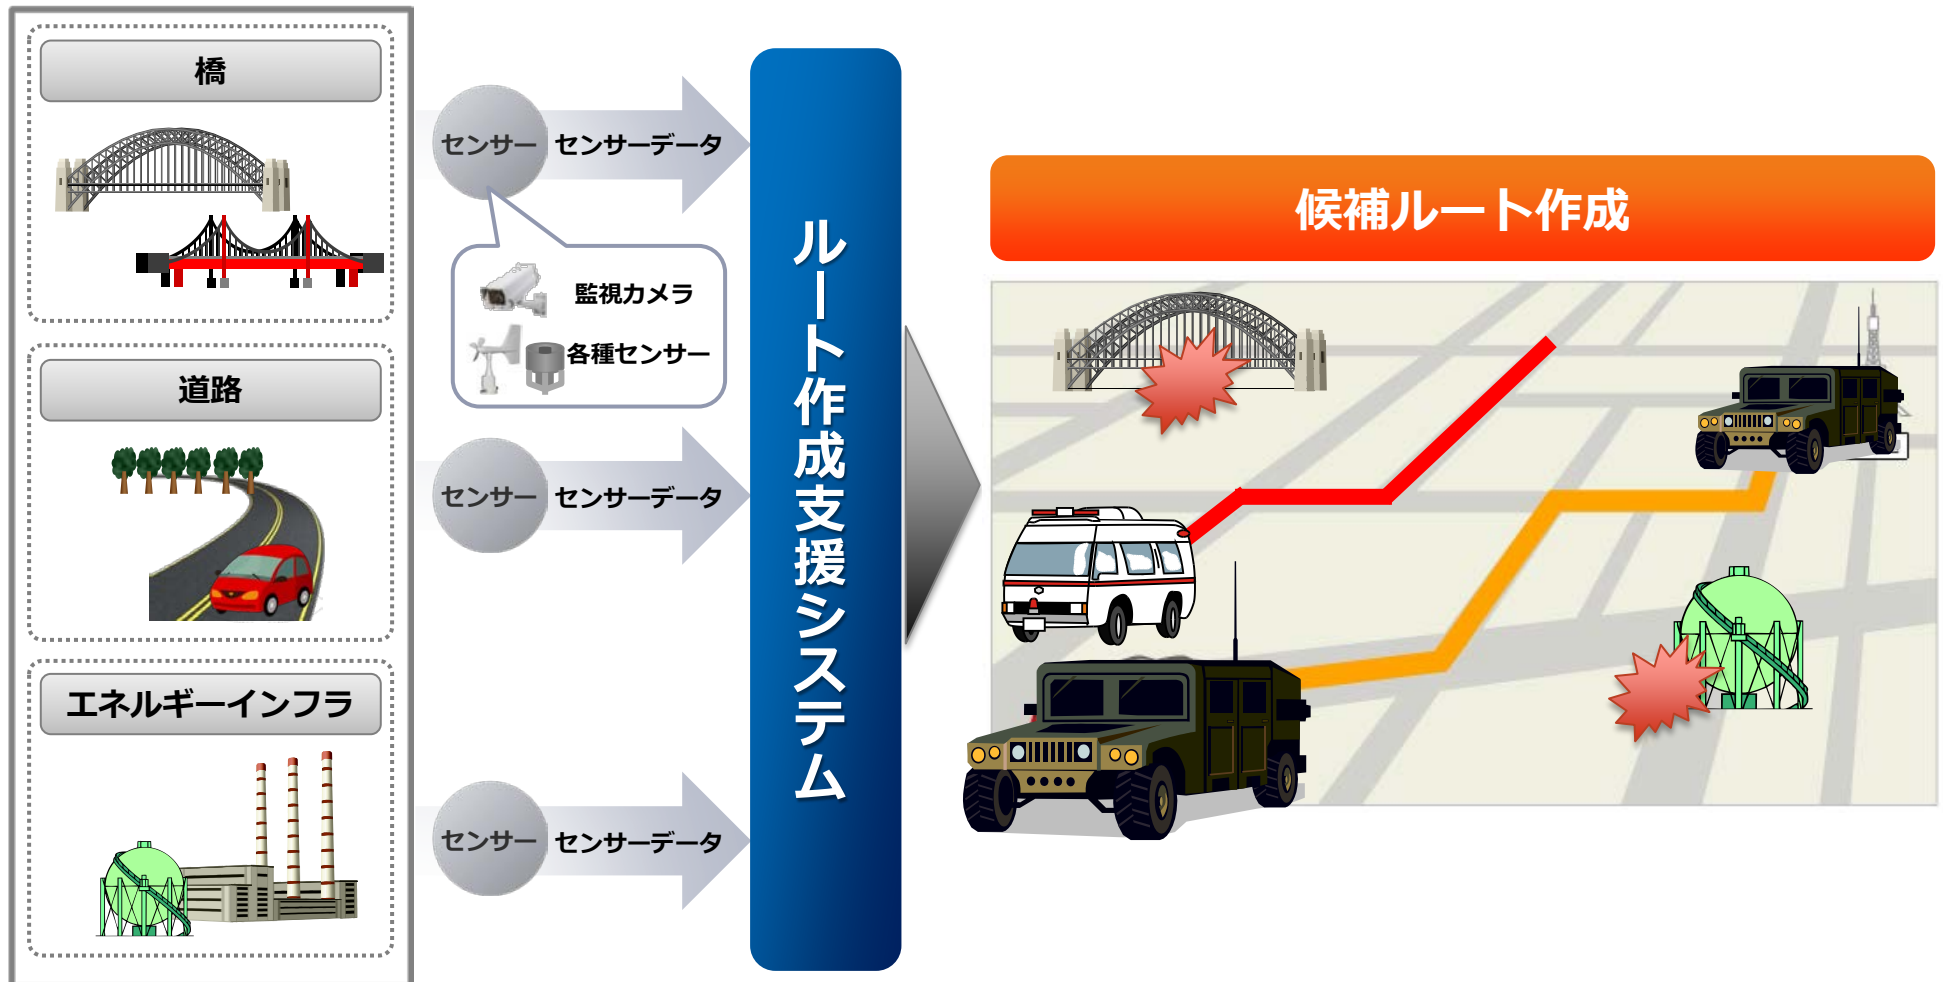 橋
センサー
センサーデータ
監視カメラ
各種センサー
道路
センサー
センサーデータ
エネルギーインフラ
センサー
センサーデータ
ルート作成支援システム
候補ルート作成